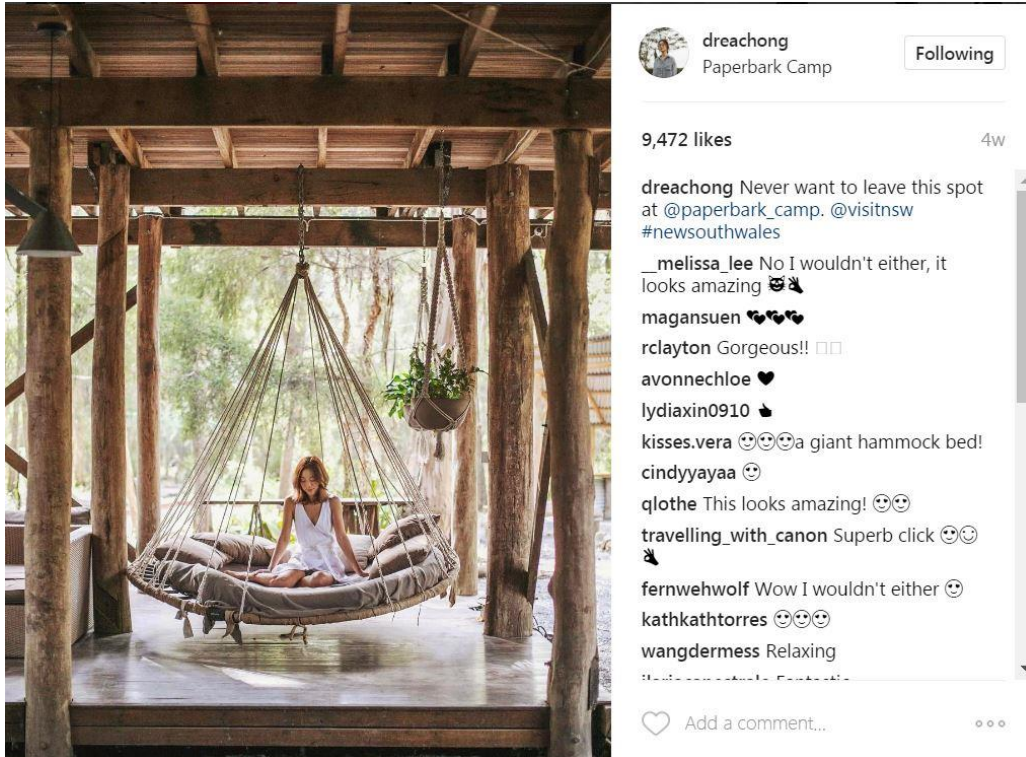 dreachong
Paperbark Camp
Following
9,472 likes
4w
dreachong Never want to leave this spot
at @paperbark_camp. @visitnsw
#newsouthwales
__melissa_lee No I wouldn't either, it
looks amazing
magansuen
rclayton Gorgeous!!
avonnechloe
lydiaxin0910
kisses.vera a giant hammock bed!
cindyyayaa
qlothe This looks amazing!
travelling_with_canon Superb click
fernwehwolf Wow I wouldn't either
kathkathtorres
wangdermess Relaxing
Add a comment...